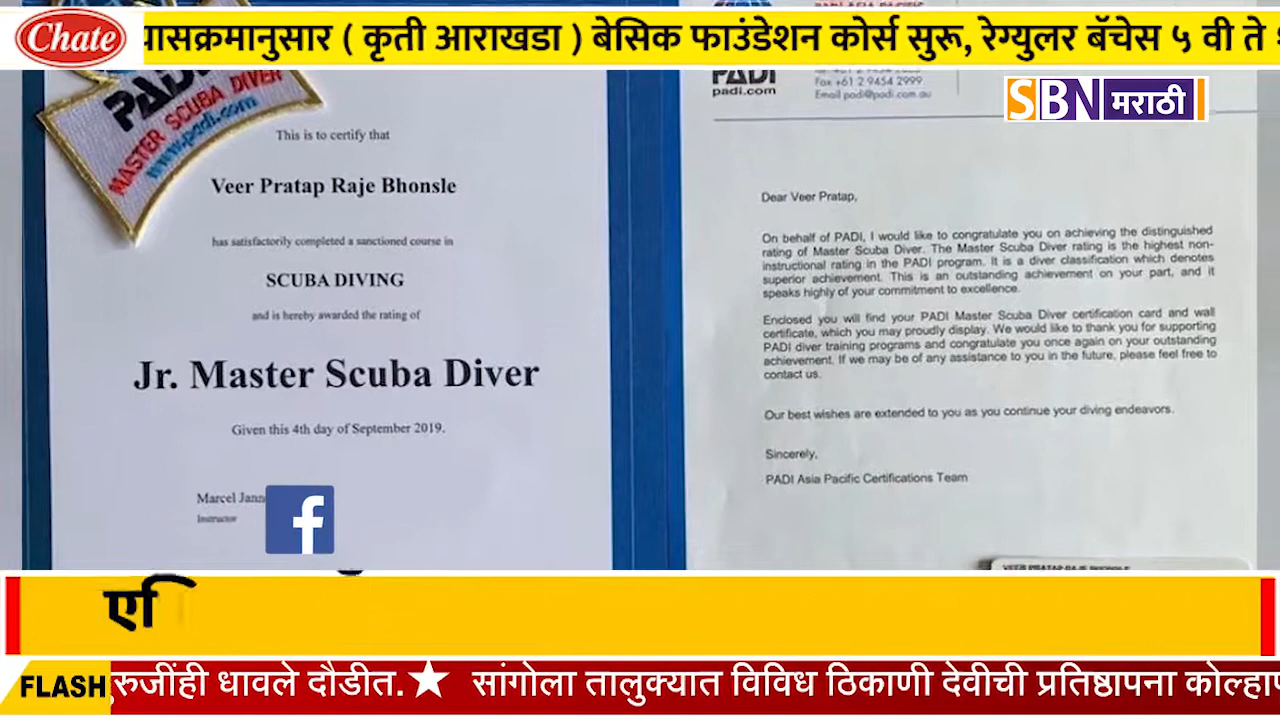 Chate
यासक्रमानुसार ( कृती आराखडा ) बेसिक फाउंडेशन कोर्स सुरू, रेग्युलर बॅचेस ५ वी ते
SBN मराठी
PADI
MASTER SCUBA DIVER
www.padi.com
This is to certify that
Veer Pratap Raje Bhonsle
has satisfactorily completed a sanctioned course in
SCUBA DIVING
and is hereby awarded the rating of
Jr. Master Scuba Diver
Given this 4th day of September 2019.
Marcel Jann
Instructor
f
PADI
padi.com
Fax +61 2 9454 2999
Email padi@padi.com.au
Dear Veer Pratap,
On behalf of PADI, I would like to congratulate you on achieving the distinguished
rating of Master Scuba Diver. The Master Scuba Diver rating is the highest non-
instructional rating in the PADI program. It is a diver classification which denotes
superior achievement. This is an outstanding achievement on your part, and it
speaks highly of your commitment to excellence.
Enclosed you will find your PADI Master Scuba Diver certification card and wall
certificate, which you may proudly display. We would like to thank you for supporting
PADI diver training programs and congratulate you once again on your outstanding
achievement. If we may be of any assistance to you in the future, please feel free to
contact us.
Our best wishes are extended to you as you continue your diving endeavors.
Sincerely,
PADI Asia Pacific Certifications Team
VEER PRATAP RAJE BHONSLE
FLASH
रुजींही धावले दौडीत.★ सांगोला तालुक्यात विविध ठिकाणी देवीची प्रतिष्ठापना कोल्हाप